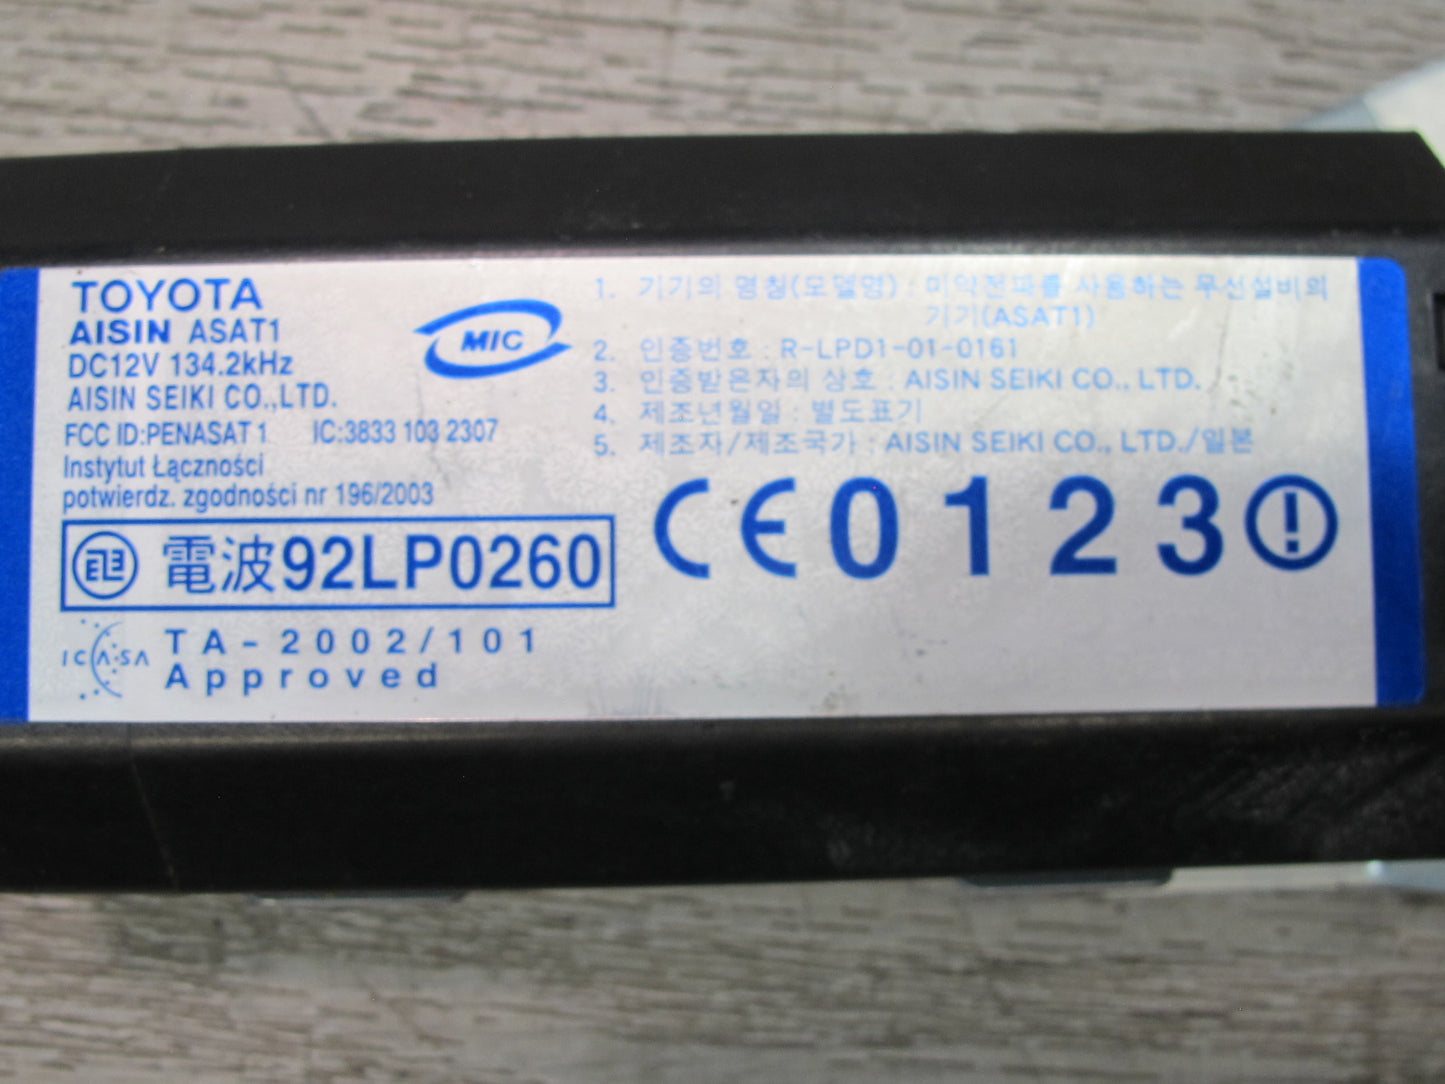 TOYOTA
AISIN ASAT1
DC12V 134.2kHz
AISIN SEIKI CO.,LTD.
FCC ID:PENASAT1 IC:3833 103 2307
Instytut Łączności
potwierdz. zgodności nr 196/2003
電波92LP0260
ICASA
TA-2002/101
Approved
MIC
1. 기기의 명칭(모델명) : 미약전파를 사용하는 무선설비의
기기(ASAT1)
2. 인증번호 : R-LPD1-01-0161
3. 인증받은자의 상호 : AISIN SEIKI CO., LTD.
4. 제조년월일 : 별도표기
5. 제조자/제조국가 : AISIN SEIKI CO., LTD./일본
CE0123